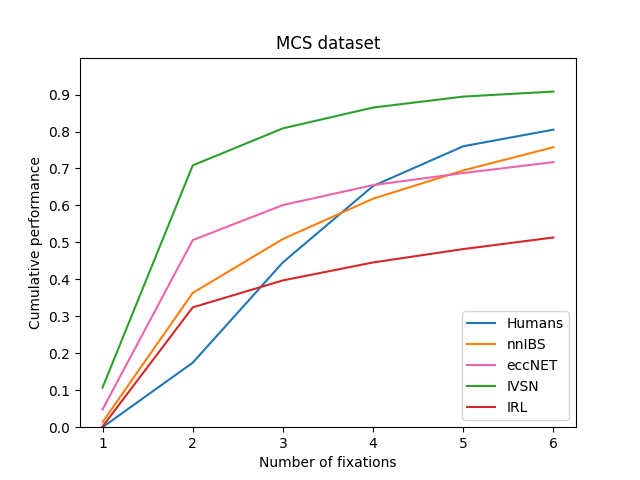 MCS dataset
Cumulative performance
0.9
0.8
0.7
0.6
0.5
0.4
0.3
0.2
0.1
0.0
1 2 3 4 5 6
Number of fixations
Humans
nnIBS
eccNET
IVSN
IRL